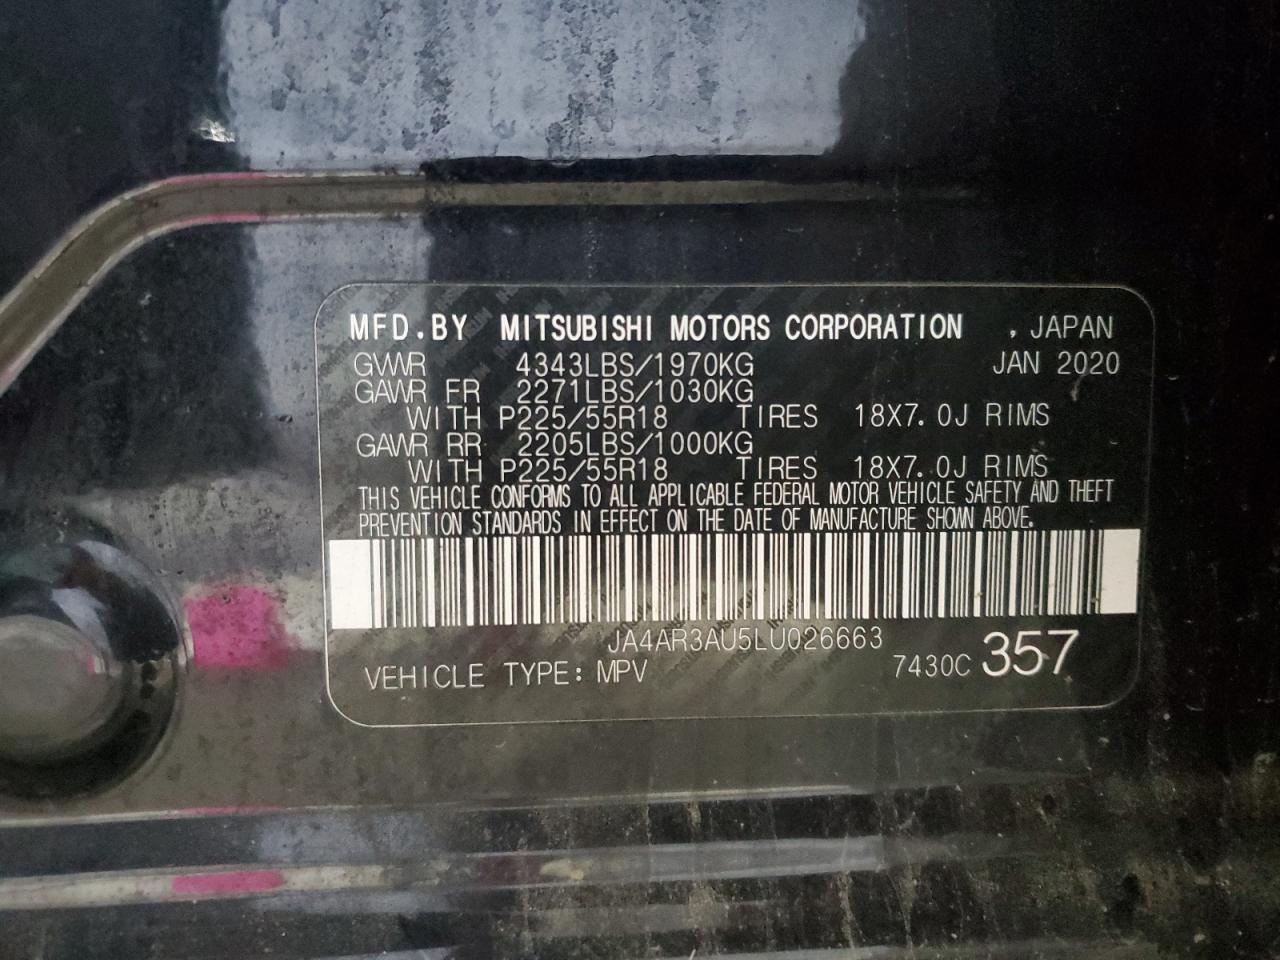 MFD.BY MITSUBISHI MOTORS CORPORATION , JAPAN
GVWR 4343LBS/1970KG JAN 2020
GAWR FR 2271LBS/1030KG
WITH P225/55R18 TIRES 18X7.0J RIMS
GAWR RR 2205LBS/1000KG
WITH P225/55R18 TIRES 18X7.0J RIMS
THIS VEHICLE CONFORMS TO ALL APPLICABLE FEDERAL MOTOR VEHICLE SAFETY AND THEFT
PREVENTION STANDARDS IN EFFECT ON THE DATE OF MANUFACTURE SHOWN ABOVE.
JA4AR3AU5LU026663
VEHICLE TYPE: MPV 7430C 357